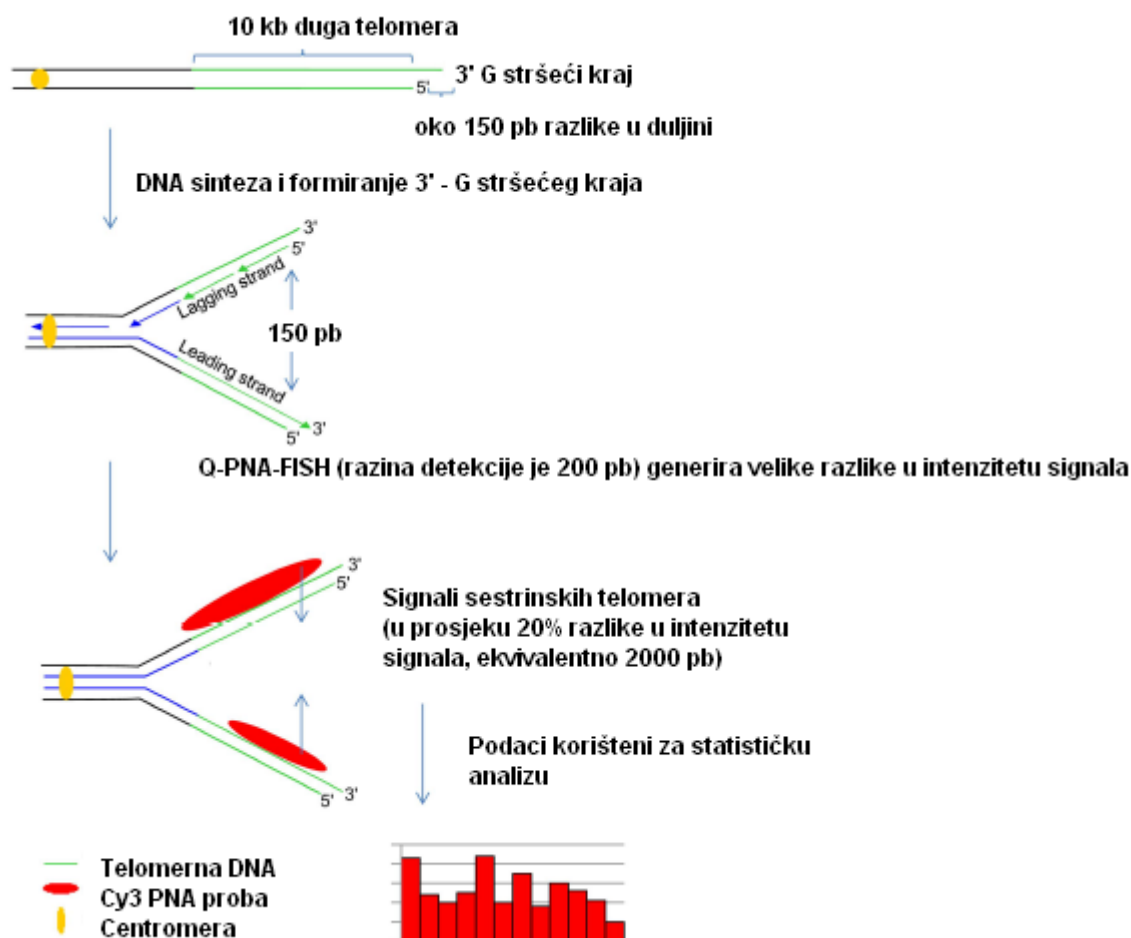 10 kb duga telomera
3' G stršeći kraj
5'
oko 150 pb razlike u duljini
DNA sinteza i formiranje 3' - G stršećeg kraja
3'
5'
Lagging strand
150 pb
Leading strand
5' 3'
Q-PNA-FISH (razina detekcije je 200 pb) generira velike razlike u intenzitetu signala
3'
5'
Signali sestrinskih telomera
(u prosjeku 20% razlike u intenzitetu
signala, ekvivalentno 2000 pb)
Podaci korišteni za statističku
analizu
5' 3'
Telomerna DNA
Cy3 PNA proba
Centromera